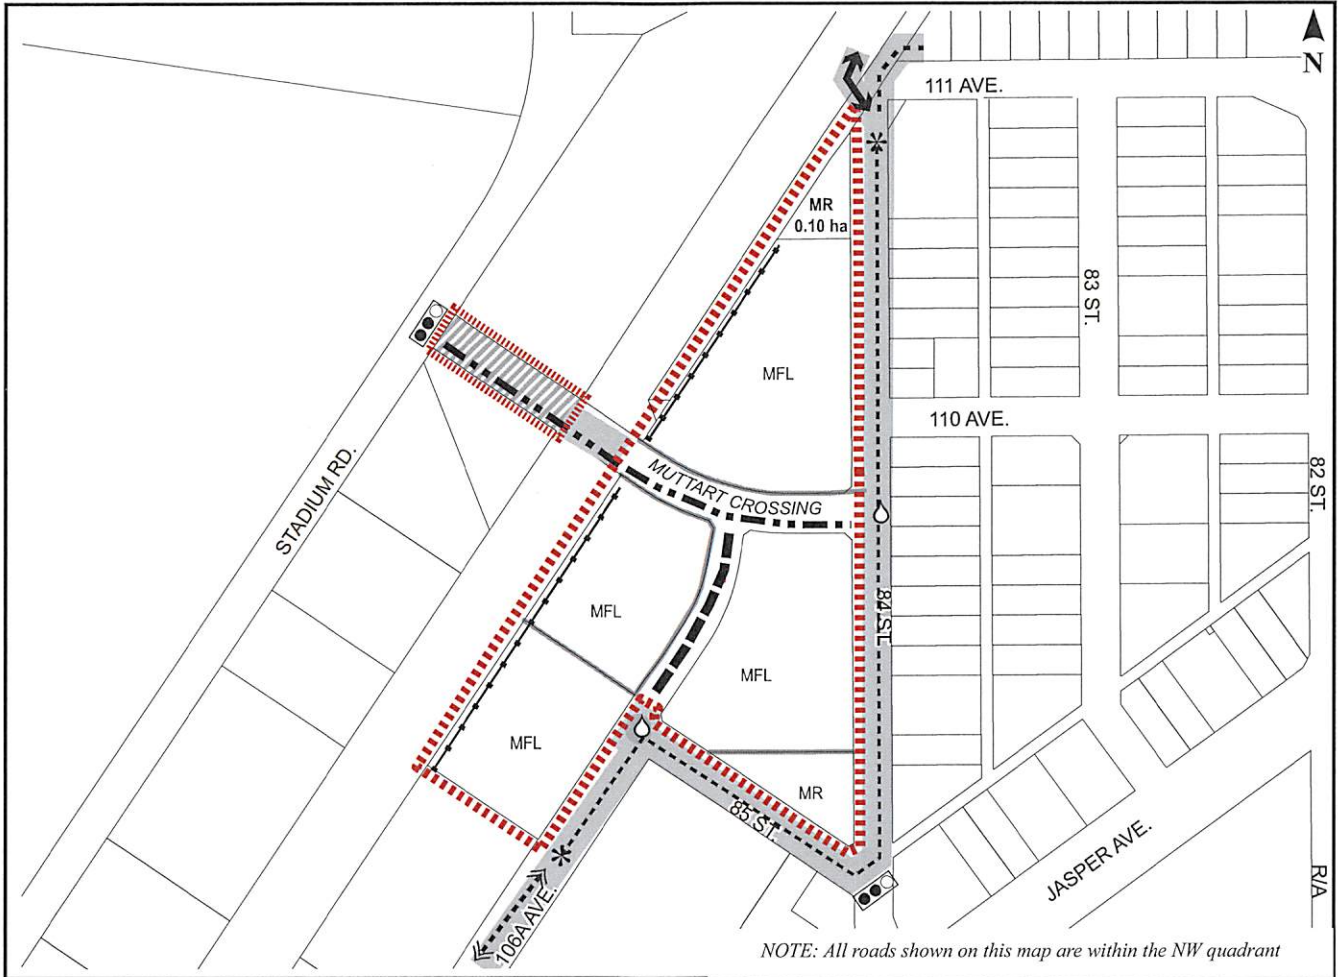 N
111 AVE.
MR
0.10 ha
83 ST.
MFL
110 AVE.
82 ST.
MUTTART CROSSING
STADIUM RD.
84 ST.
MFL
MFL
MFL
MR
85 ST.
JASPER AVE.
R/A
106A AVE.
NOTE: All roads shown on this map are within the NW quadrant